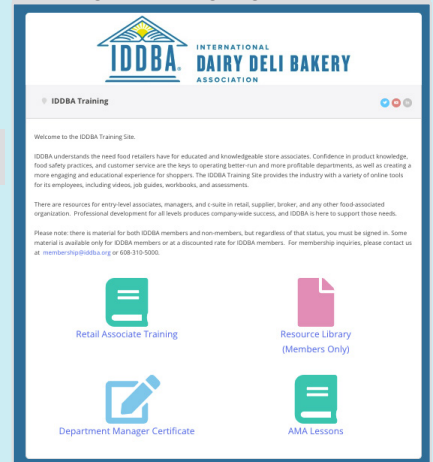 IDDBA.
INTERNATIONAL
DAIRY DELI BAKERY
ASSOCIATION
IDDBA Training
Welcome to the IDDBA Training Site.
IDDBA understands the need food retailers have for educated and knowledgeable store associates. Confidence in product knowledge,
food safety practices, and customer service are the keys to operating better-run and more profitable departments, as well as creating a
more engaging and educational experience for shoppers. The IDDBA Training Site provides the industry with a variety of online tools
for its employees, including videos, job guides, workbooks, and assessments.
There are resources for entry-level associates, managers, and c-suite in retail, supplier, broker, and any other food-associated
organization. Professional development for all levels produces company-wide success, and IDDBA is here to support those needs.
Please note: there is material for both IDDBA members and non-members, but regardless of that status, you must be signed in. Some
material is available only for IDDBA members or at a discounted rate for IDDBA members. For membership inquiries, please contact us
at membership@iddba.org or 608-310-5000.
Retail Associate Training
Resource Library
(Members Only)
Department Manager Certificate
AMA Lessons